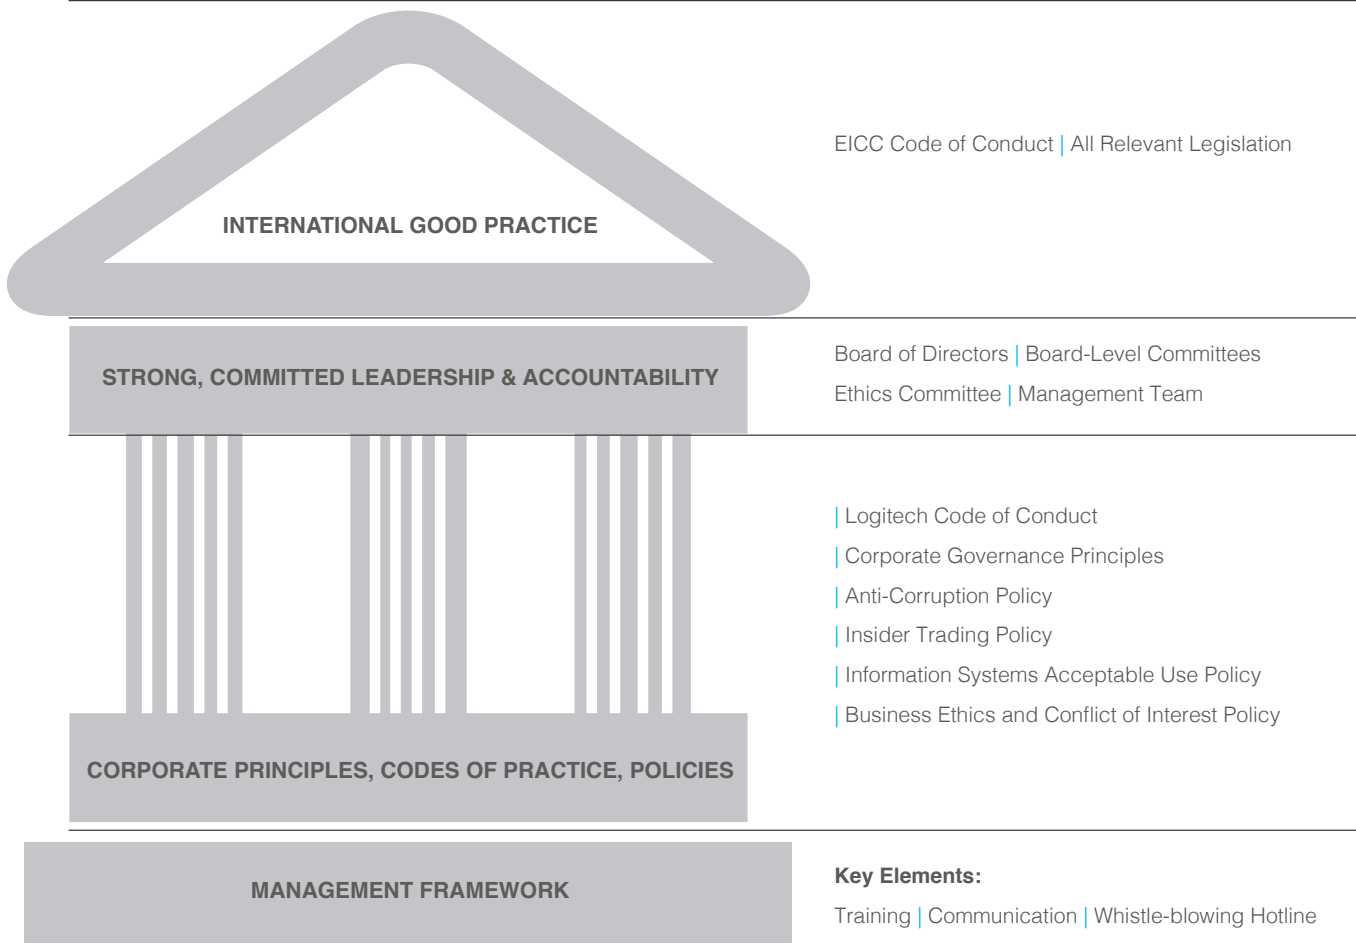 EICC Code of Conduct | All Relevant Legislation
INTERNATIONAL GOOD PRACTICE
Board of Directors | Board-Level Committees
STRONG, COMMITTED LEADERSHIP & ACCOUNTABILITY
Ethics Committee | Management Team
| Logitech Code of Conduct
| Corporate Governance Principles
| Anti-Corruption Policy
| Insider Trading Policy
| Information Systems Acceptable Use Policy
| Business Ethics and Conflict of Interest Policy
CORPORATE PRINCIPLES, CODES OF PRACTICE, POLICIES
MANAGEMENT FRAMEWORK
Key Elements:
Training | Communication | Whistle-blowing Hotline